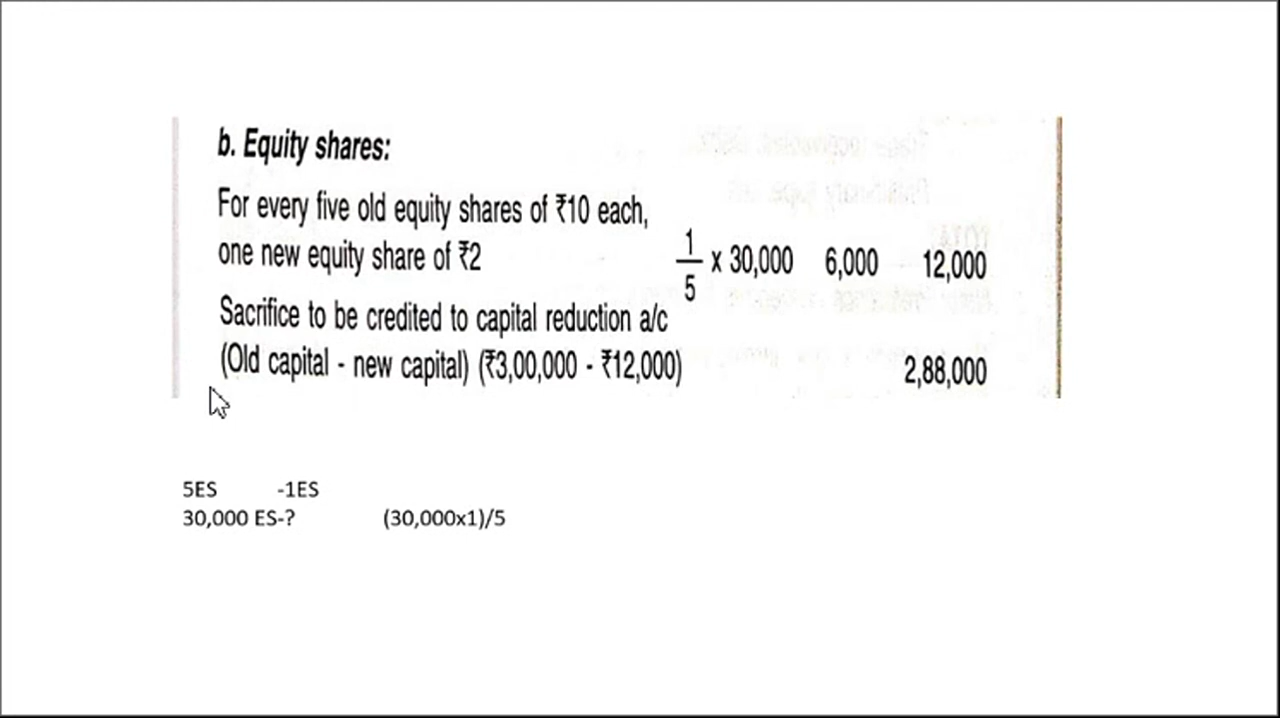 b. Equity shares:
For every five old equity shares of ₹10 each,
one new equity share of ₹2 1/5 x 30,000 6,000 12,000
Sacrifice to be credited to capital reduction a/c
(Old capital - new capital) (₹3,00,000 - ₹12,000) 2,88,000
5ES -1ES
30,000 ES-? (30,000x1)/5